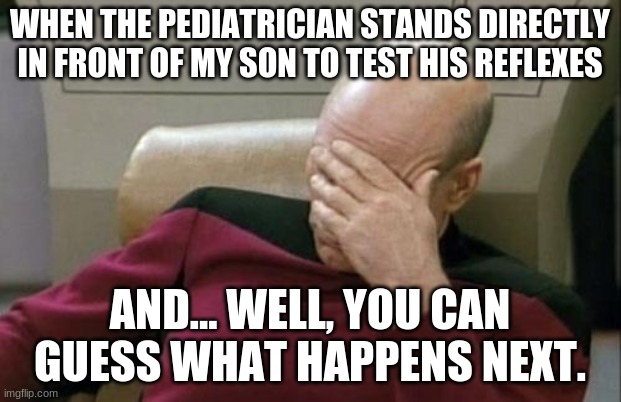 WHEN THE PEDIATRICIAN STANDS DIRECTLY
IN FRONT OF MY SON TO TEST HIS REFLEXES
AND... WELL, YOU CAN
GUESS WHAT HAPPENS NEXT.
imgflip.com